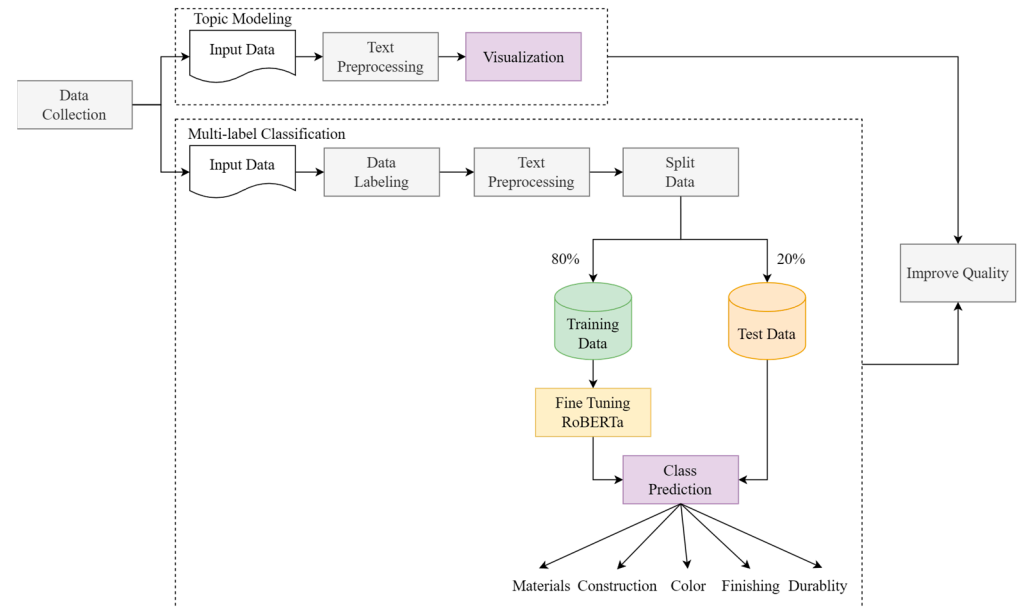 Topic Modeling
Input Data
Text
Preprocessing
Visualization
Data
Collection
Multi-label Classification
Input Data
Data
Labeling
Text
Preprocessing
Split
Data
80%
20%
Training
Data
Test Data
Improve Quality
Fine Tuning
RoBERTa
Class
Prediction
Materials
Construction
Color
Finishing
Durablity